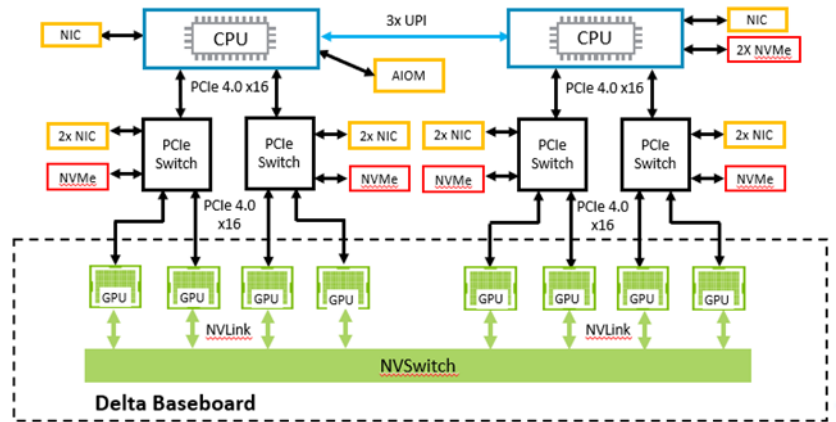 3x UPI
NIC
CPU
CPU
NIC
2X NVMe
AIOM
PCIe 4.0 x16
PCIe 4.0 x16
2x NIC
PCIe
Switch
NVMe
PCIe
Switch
2x NIC
NVMe
2x NIC
PCIe
Switch
NVMe
PCIe
Switch
2x NIC
NVMe
PCIe 4.0
x16
PCIe 4.0
x16
GPU
GPU
GPU
GPU
GPU
GPU
GPU
GPU
NVLink
NVLink
NVSwitch
Delta Baseboard